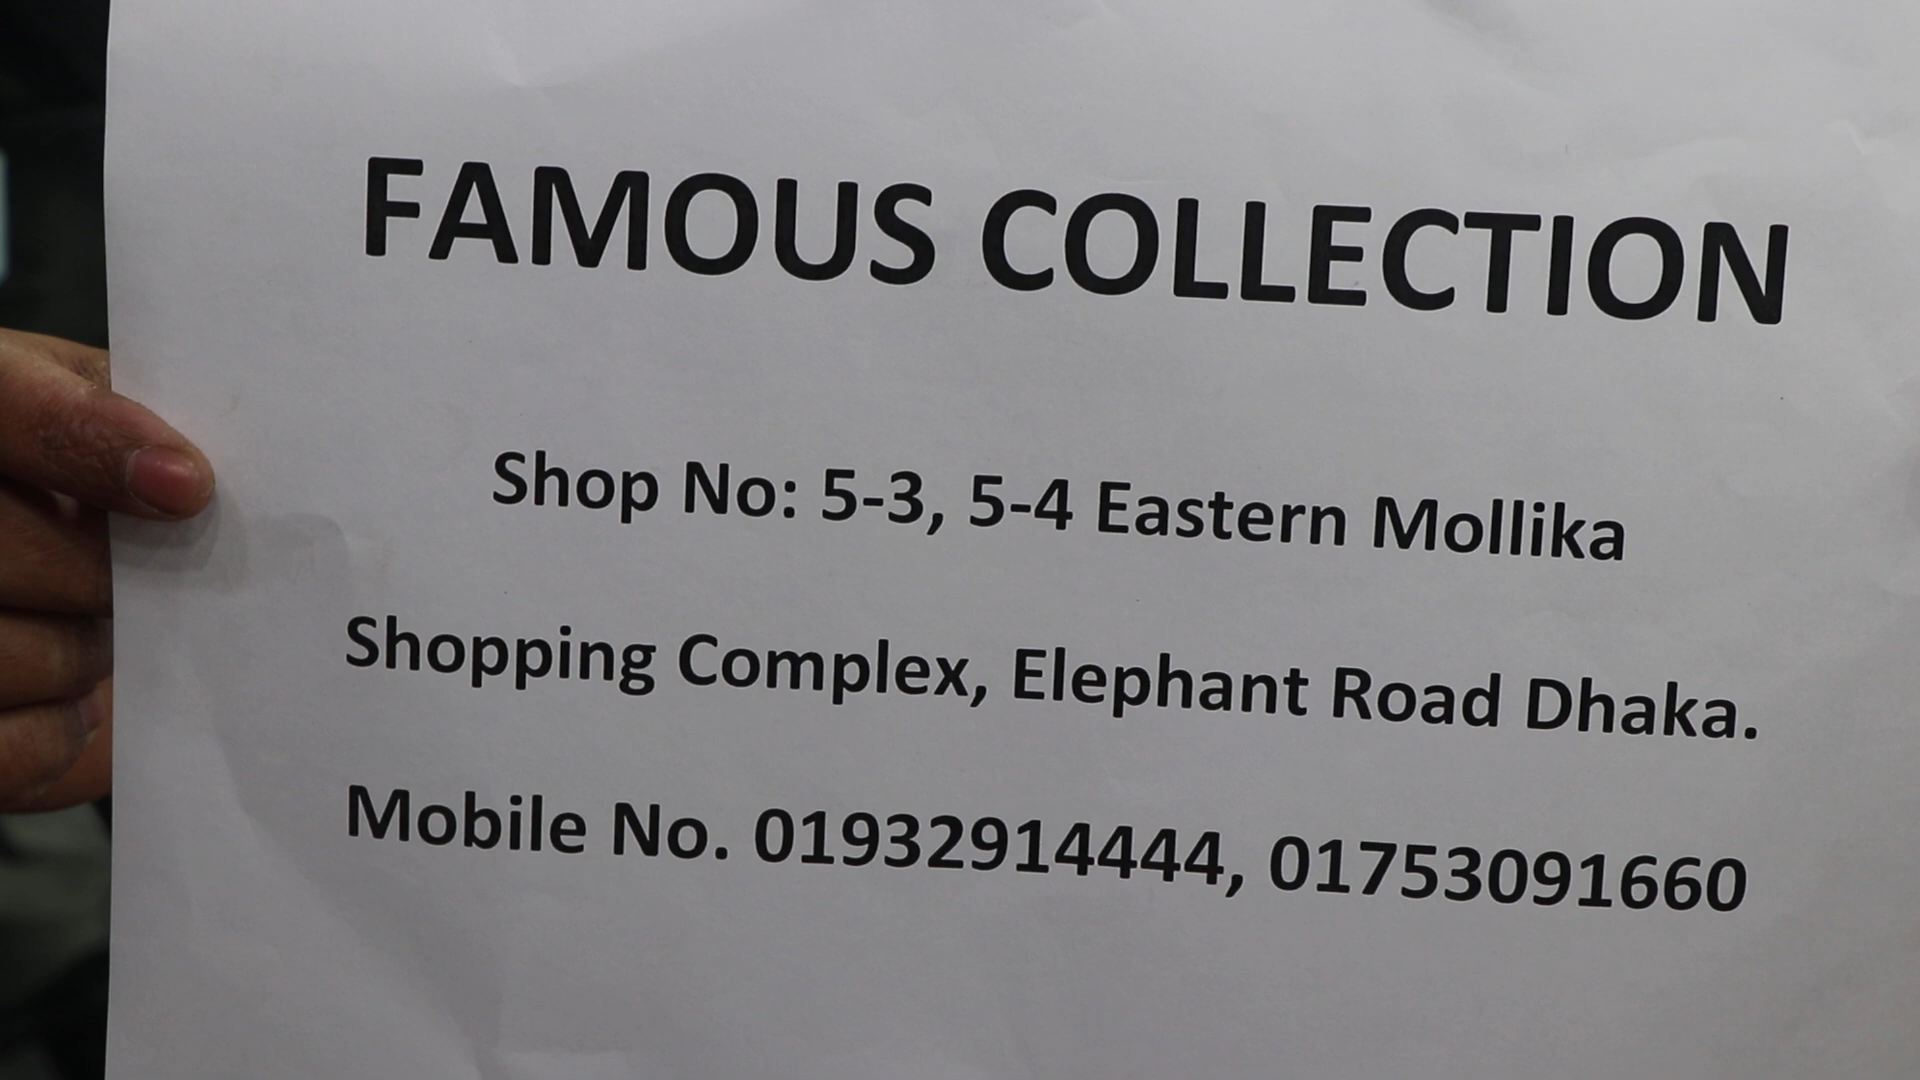 FAMOUS COLLECTION
Shop No: 5-3, 5-4 Eastern Mollika
Shopping Complex, Elephant Road Dhaka.
Mobile No. 01932914444, 01753091660